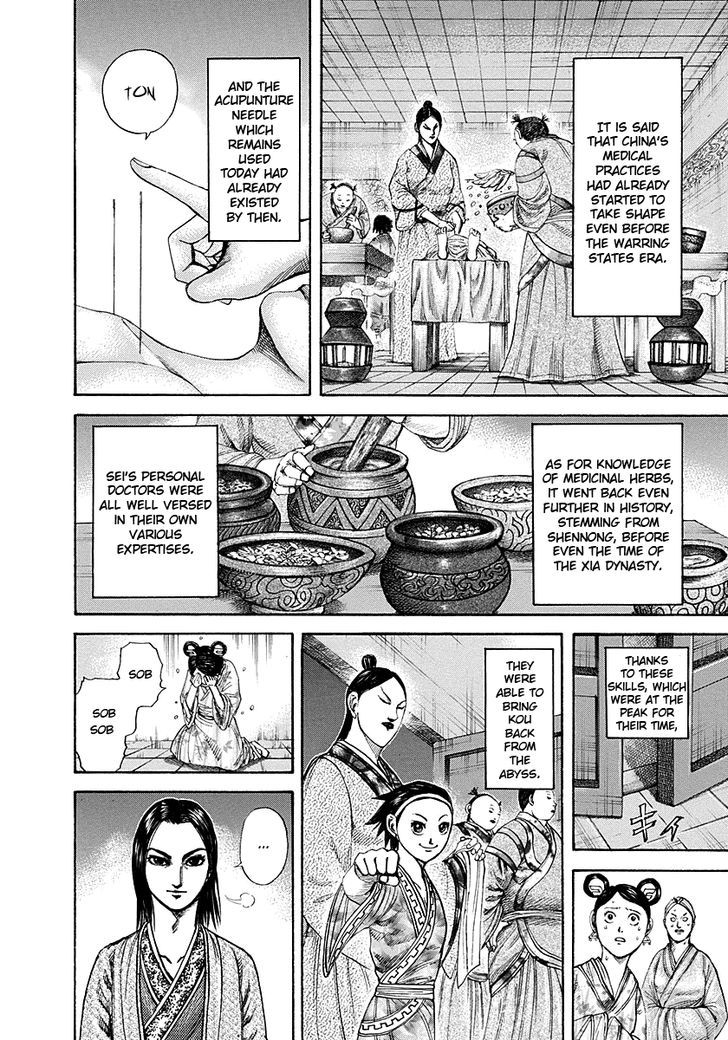 IT IS SAID
THAT CHINA'S
MEDICAL
PRACTICES
HAD ALREADY
STARTED TO
TAKE SHAPE
EVEN BEFORE
THE WARRING
STATES ERA.
AND THE
ACUPUNTURE
NEEDLE
WHICH
REMAINS
USED
TODAY HAD
ALREADY
EXISTED
BY THEN.
TON
AS FOR KNOWLEDGE
OF MEDICINAL HERBS,
IT WENT BACK EVEN
FURTHER IN HISTORY,
STEMMING FROM
SHENNONG, BEFORE
EVEN THE TIME OF
THE XIA DYNASTY.
SEI'S PERSONAL
DOCTORS WERE
ALL WELL VERSED
IN THEIR OWN
VARIOUS
EXPERTISES.
THANKS
TO THESE
SKILLS, WHICH
WERE AT THE
PEAK FOR
THEIR TIME,
ギィ
THEY
WERE
ABLE TO
BRING
KOU
BACK
FROM
THE
ABYSS.
SOB
SOB
SOB
...